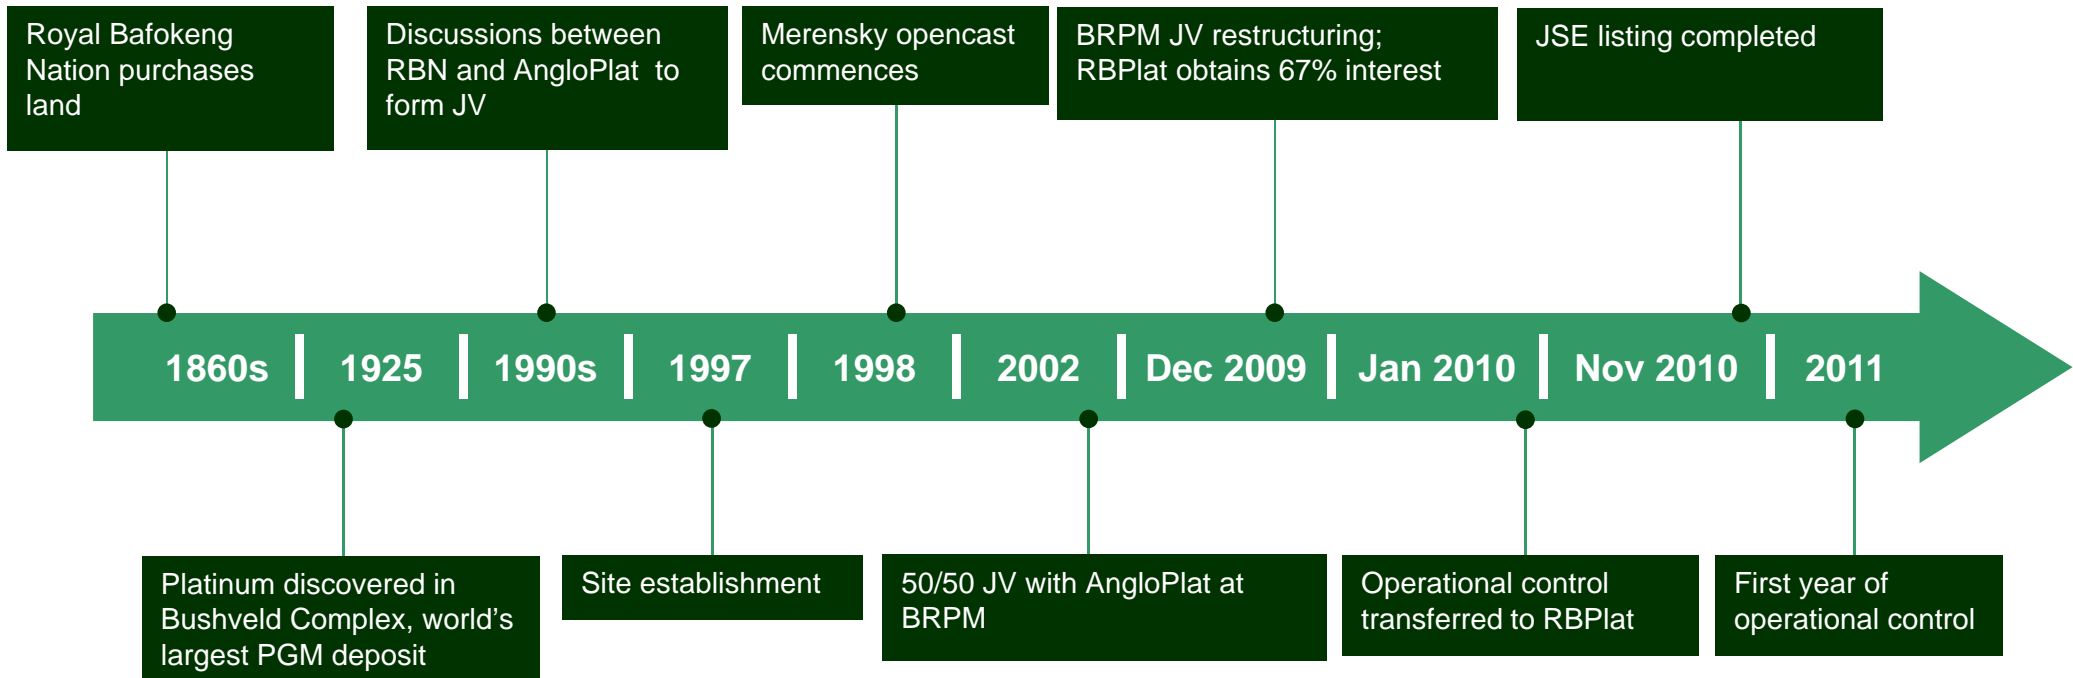 Royal Bafokeng
Nation purchases
land
Discussions between
RBN and AngloPlat to
form JV
Merensky opencast
commences
BRPM JV restructuring;
RBPlat obtains 67% interest
JSE listing completed
1860s
1925
1990s
1997
1998
2002
Dec 2009
Jan 2010
Nov 2010
2011
Platinum discovered in
Bushveld Complex, world’s
largest PGM deposit
Site establishment
50/50 JV with AngloPlat at
BRPM
Operational control
transferred to RBPlat
First year of
operational control